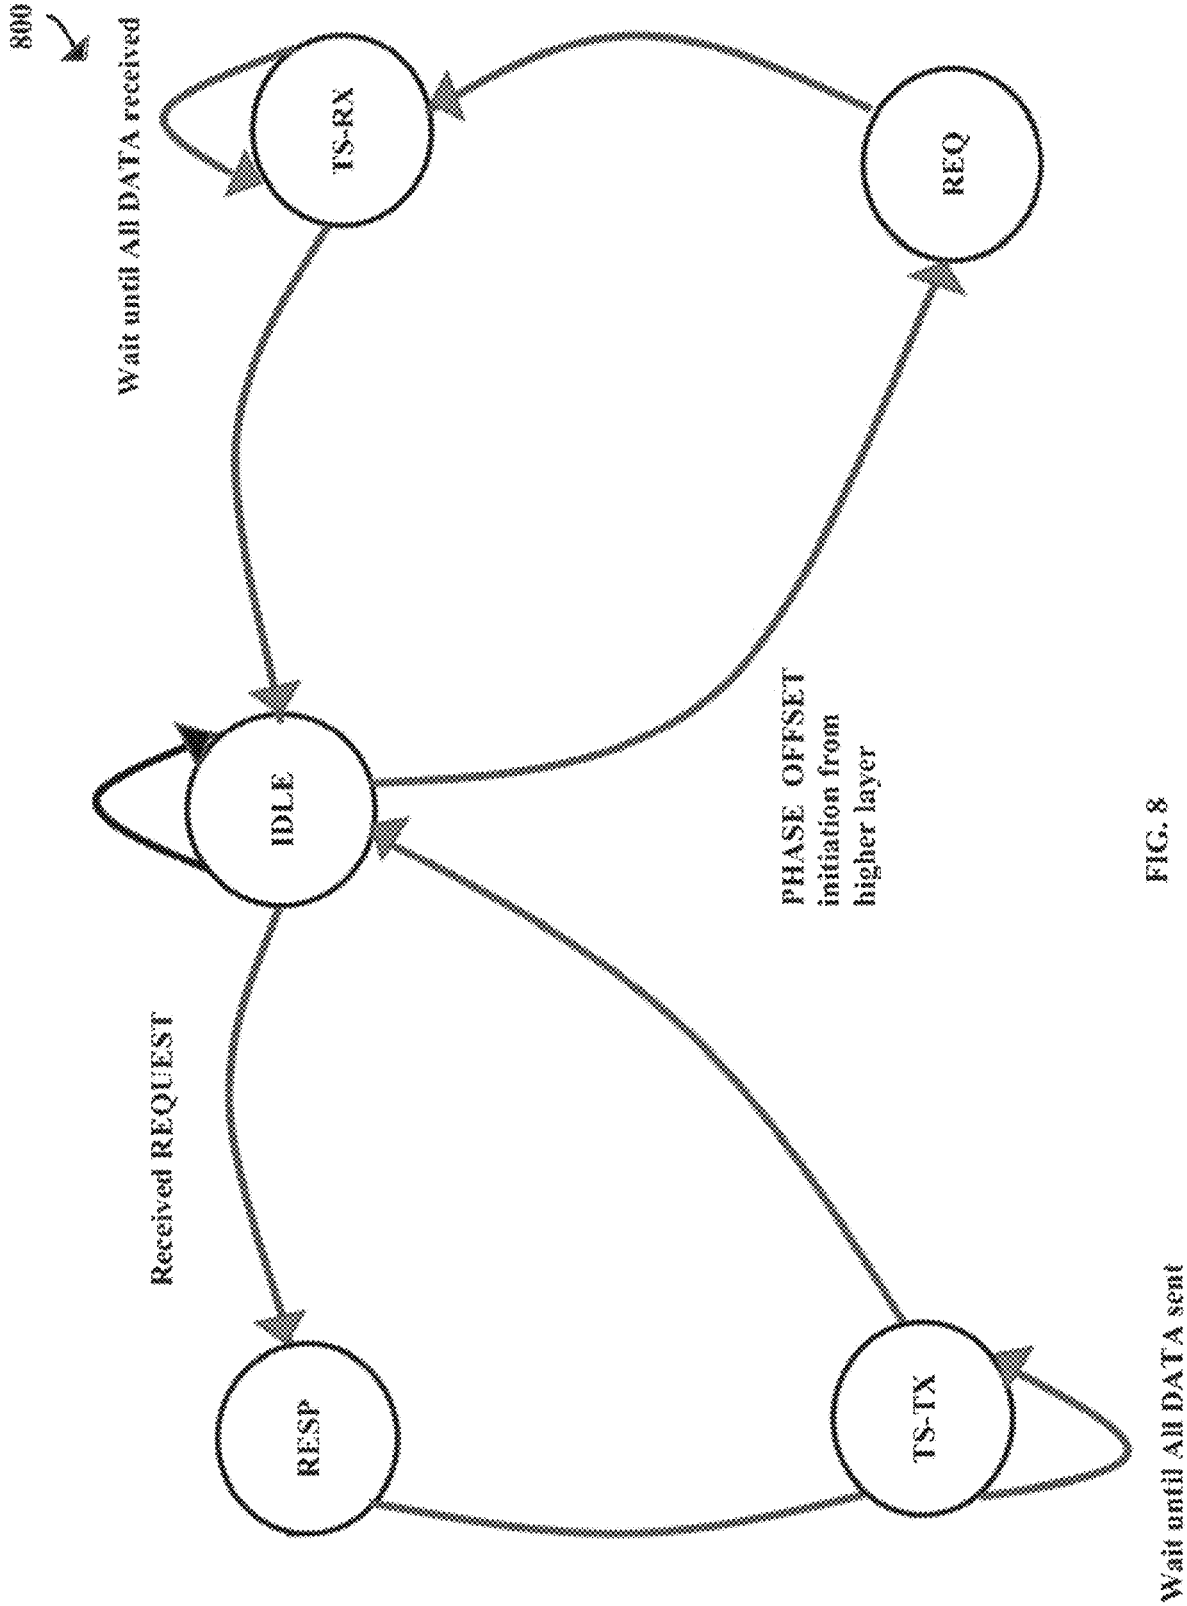 800
Wait until All DATA received
TS-RX
REQ
IDLE
PHASE OFFSET
initiation from
higher layer
Received REQUEST
RESP
TS-TX
Wait until All DATA sent
FIG. 8